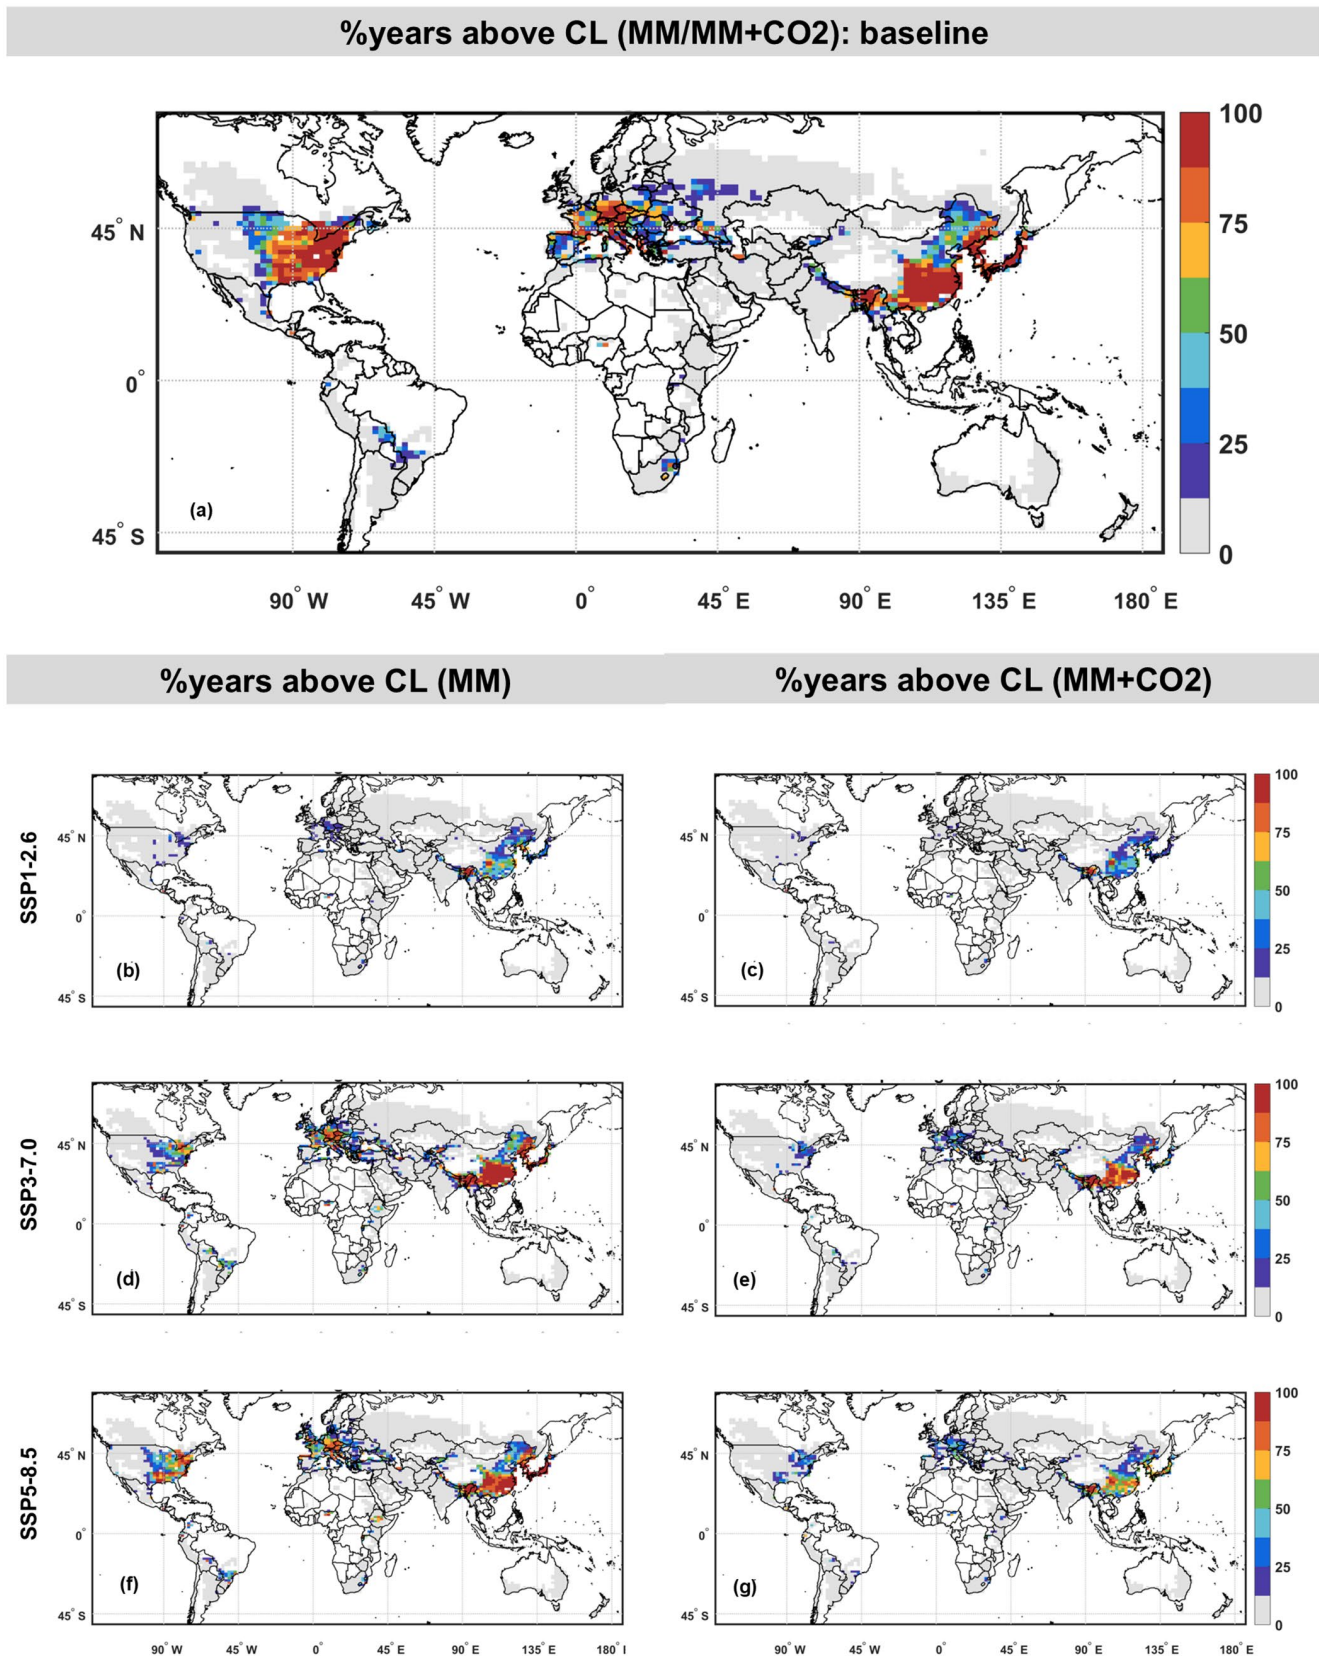 %years above CL (MM/MM+CO2): baseline
100
75
50
25
0
45° N
0°
45° S
(a)
90° W 45° W 0° 45° E 90° E 135° E 180° E
%years above CL (MM) %years above CL (MM+CO2)
SSP1-2.6
45° N
0°
45° S
(b)
45° N
0°
45° S
(c)
100
75
50
25
0
SSP3-7.0
45° N
0°
45° S
(d)
45° N
0°
45° S
(e)
100
75
50
25
0
SSP5-8.5
45° N
0°
45° S
(f)
45° N
0°
45° S
(g)
100
75
50
25
0
90° W 45° W 0° 45° E 90° E 135° E 180° I
90° W 45° W 0° 45° E 90° E 135° E 180° E